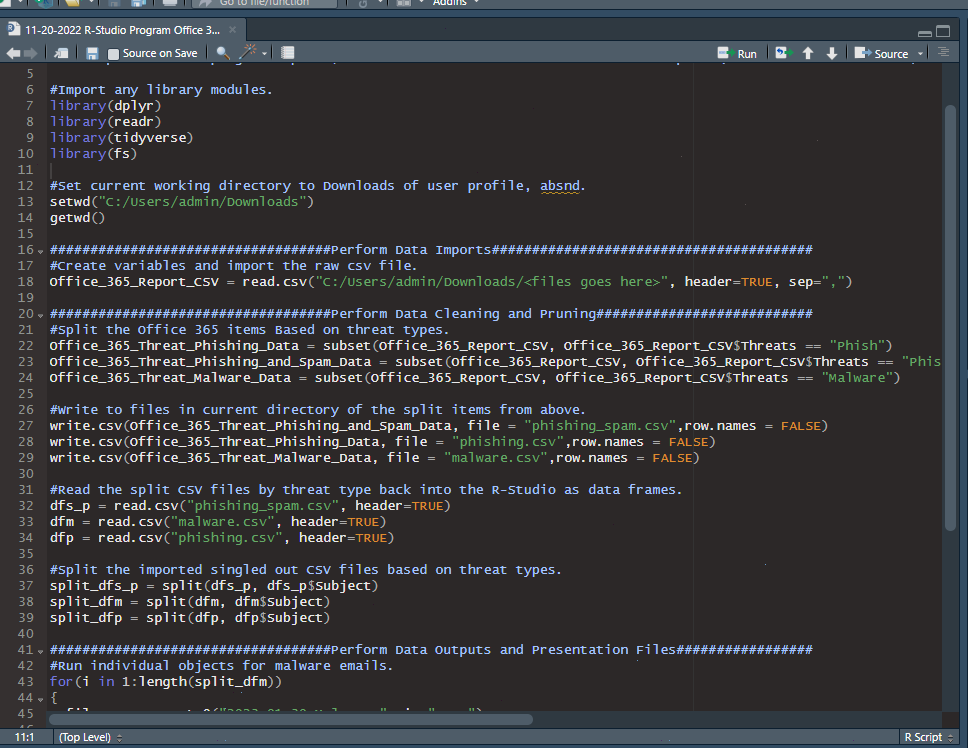 Go to file/function
Addins
11-20-2022 R-Studio Program Office 3...
Source on Save
Run
Source
5
6 #Import any library modules.
7 library(dplyr)
8 library(readr)
9 library(tidyverse)
10 library(fs)
11
12 #Set current working directory to Downloads of user profile, absnd.
13 setwd("C:/Users/admin/Downloads")
14 getwd()
15
16 ###################################Perform Data Imports########################################
17 #Create variables and import the raw csv file.
18 Office_365_Report_CSV = read.csv("C:/Users/admin/Downloads/<files goes here>", header=TRUE, sep=",")
19
20 ###################################Perform Data Cleaning and Pruning###########################
21 #Split the Office 365 items Based on threat types.
22 Office_365_Threat_Phishing_Data = subset(Office_365_Report_CSV, Office_365_Report_CSV$Threats == "Phish")
23 Office_365_Threat_Phishing_and_Spam_Data = subset(Office_365_Report_CSV, Office_365_Report_CSV$Threats == "Phis
24 Office_365_Threat_Malware_Data = subset(Office_365_Report_CSV, Office_365_Report_CSV$Threats == "Malware")
25
26 #Write to files in current directory of the split items from above.
27 write.csv(Office_365_Threat_Phishing_and_Spam_Data, file = "phishing_spam.csv",row.names = FALSE)
28 write.csv(Office_365_Threat_Phishing_Data, file = "phishing.csv",row.names = FALSE)
29 write.csv(Office_365_Threat_Malware_Data, file = "malware.csv",row.names = FALSE)
30
31 #Read the split CSV files by threat type back into the R-Studio as data frames.
32 dfs_p = read.csv("phishing_spam.csv", header=TRUE)
33 dfm = read.csv("malware.csv", header=TRUE)
34 dfp = read.csv("phishing.csv", header=TRUE)
35
36 #Split the imported singled out CSV files based on threat types.
37 split_dfs_p = split(dfs_p, dfs_p$Subject)
38 split_dfm = split(dfm, dfm$Subject)
39 split_dfp = split(dfp, dfp$Subject)
40
41 ###################################Perform Data Outputs and Presentation Files#################
42 #Run individual objects for malware emails.
43 for(i in 1:length(split_dfm))
44 {
45
11:1 (Top Level) R Script